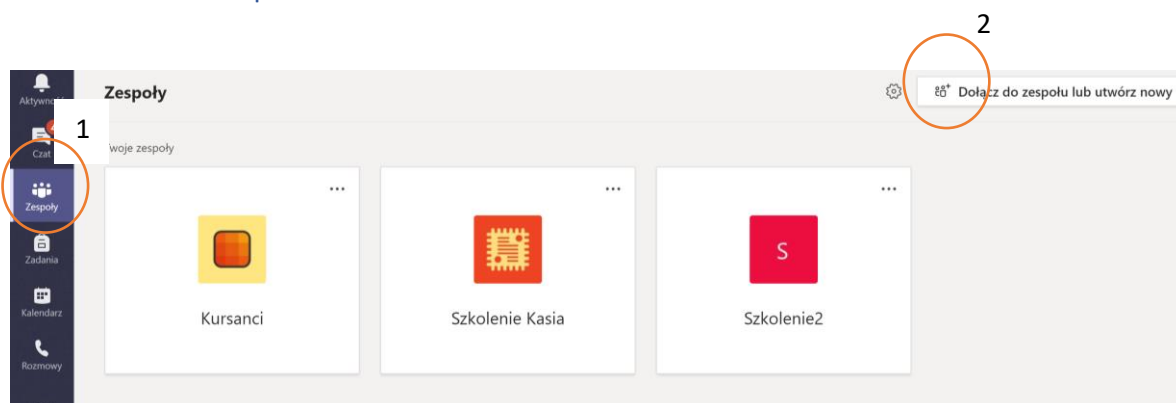 2
Aktywn
Zespoły
Dołącz do zespołu lub utwórz nowy
1
Czat
woje zespoły
Zespoły
Zadania
Kalendarz
Rozmowy
Kursanci
Szkolenie Kasia
S
Szkolenie2